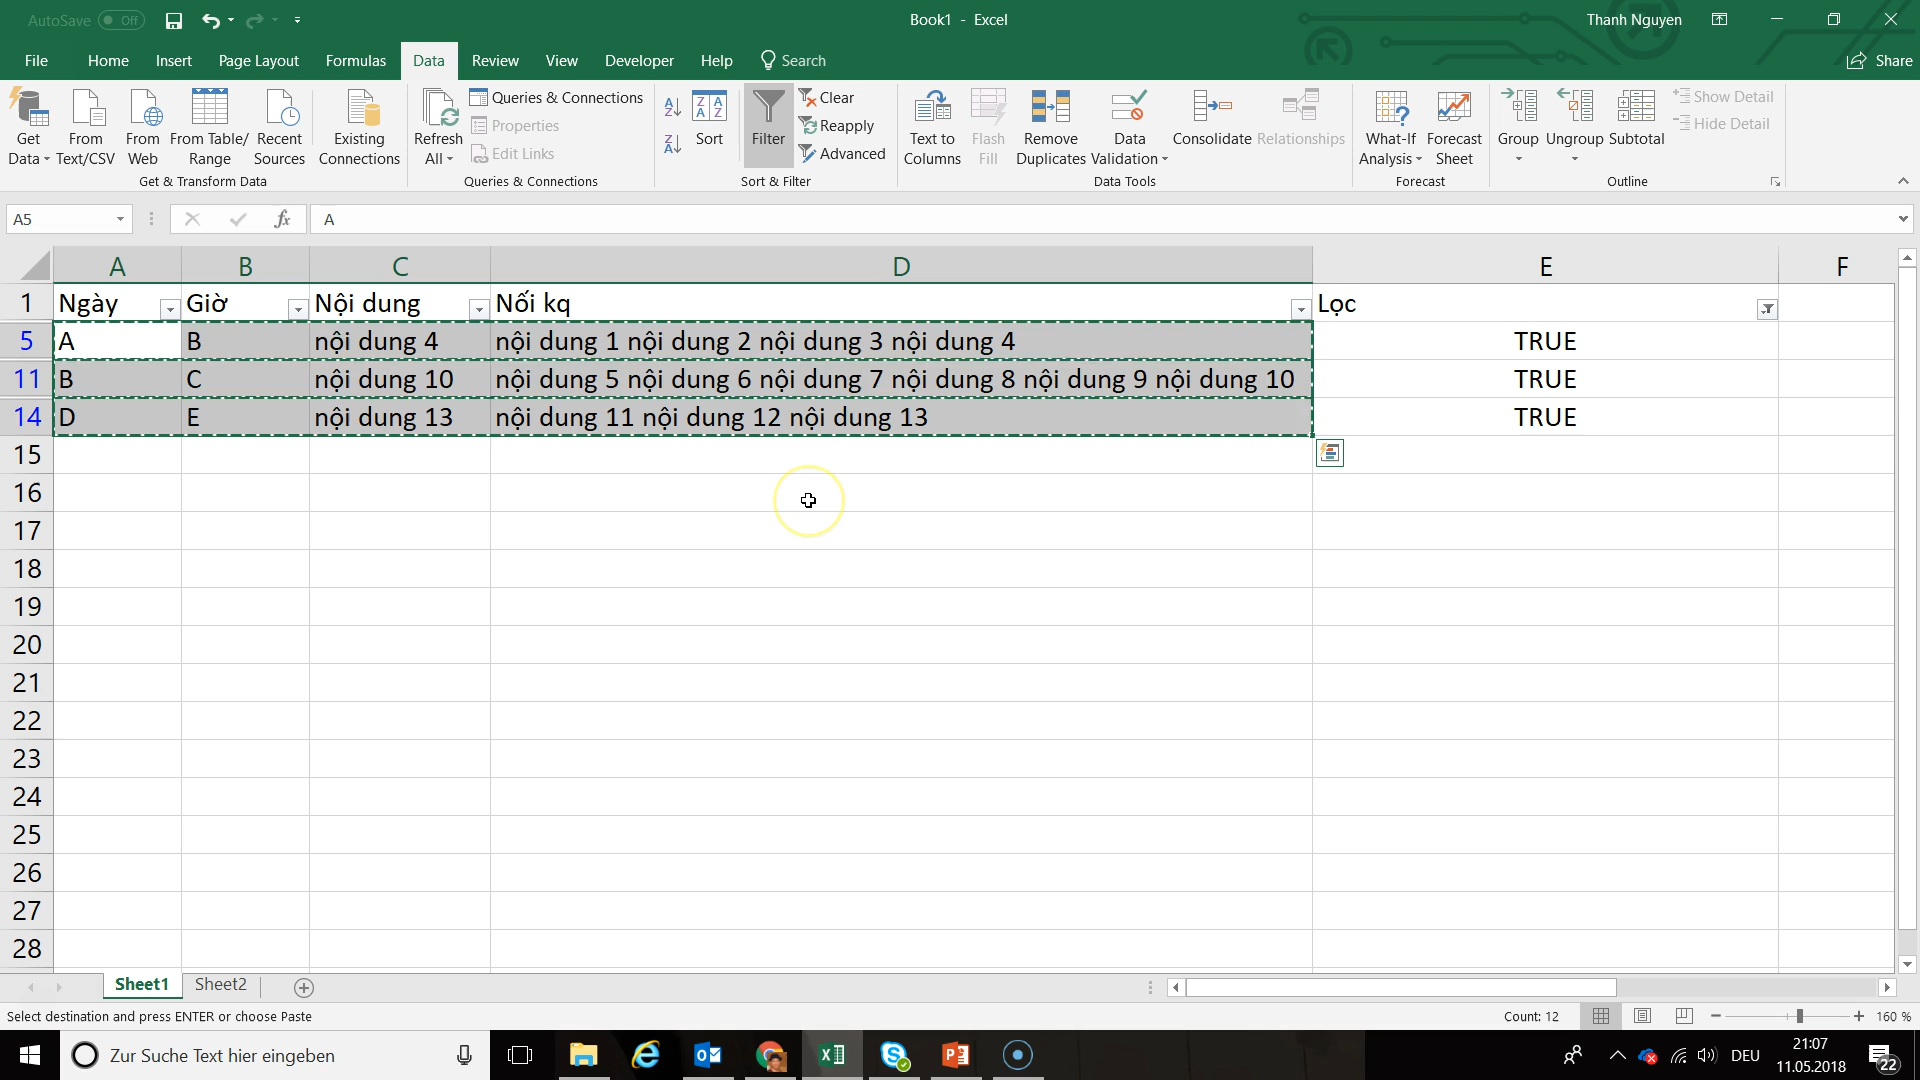 AutoSave Off
Book1 - Excel
Thanh Nguyen
File Home Insert Page Layout Formulas Data Review View Developer Help Search Share
Get Data
From Text/CSV
From Web
From Table/ Range
Recent Sources
Existing Connections
Get & Transform Data
Refresh All
Queries & Connections
Properties
Edit Links
Queries & Connections
Sort
Filter
Clear
Reapply
Advanced
Sort & Filter
Text to Columns
Flash Fill
Remove Duplicates
Data Validation
Consolidate
Relationships
Data Tools
What-If Analysis
Forecast Sheet
Forecast
Group
Ungroup
Subtotal
Show Detail
Hide Detail
Outline
A5 fx A
A B C D E F
1 Ngày Giờ Nội dung Nối kq Lọc
5 A B nội dung 4 nội dung 1 nội dung 2 nội dung 3 nội dung 4 TRUE
11 B C nội dung 10 nội dung 5 nội dung 6 nội dung 7 nội dung 8 nội dung 9 nội dung 10 TRUE
14 D E nội dung 13 nội dung 11 nội dung 12 nội dung 13 TRUE
15
16
17
18
19
20
21
22
23
24
25
26
27
28
Sheet1 Sheet2
Select destination and press ENTER or choose Paste
Count: 12
160 %
Zur Suche Text hier eingeben
DEU
21:07
11.05.2018
22